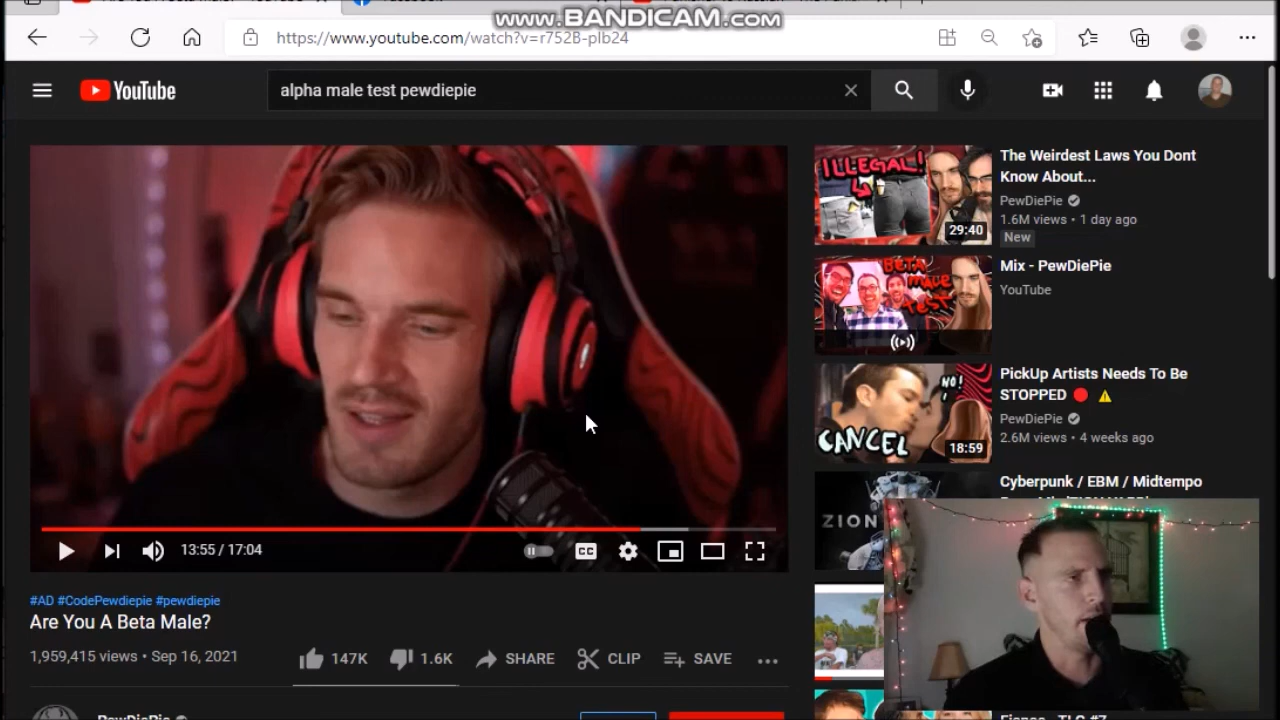 www.BANDICAM.com
https://www.youtube.com/watch?v=r752B-plb24
YouTube
alpha male test pewdiepie
ILLEGAL!
29:40
The Weirdest Laws You Dont
Know About...
PewDiePie
1.6M views • 1 day ago
New
BETA
MALE
TEST
Mix - PewDiePie
YouTube
NO!
CANCEL
18:59
PickUp Artists Needs To Be
STOPPED
PewDiePie
2.6M views • 4 weeks ago
ZION
Cyberpunk / EBM / Midtempo
13:55 / 17:04
CC
#AD #CodePewdiepie #pewdiepie
Are You A Beta Male?
1,959,415 views • Sep 16, 2021
147K
1.6K
SHARE
CLIP
SAVE
PewDiePie